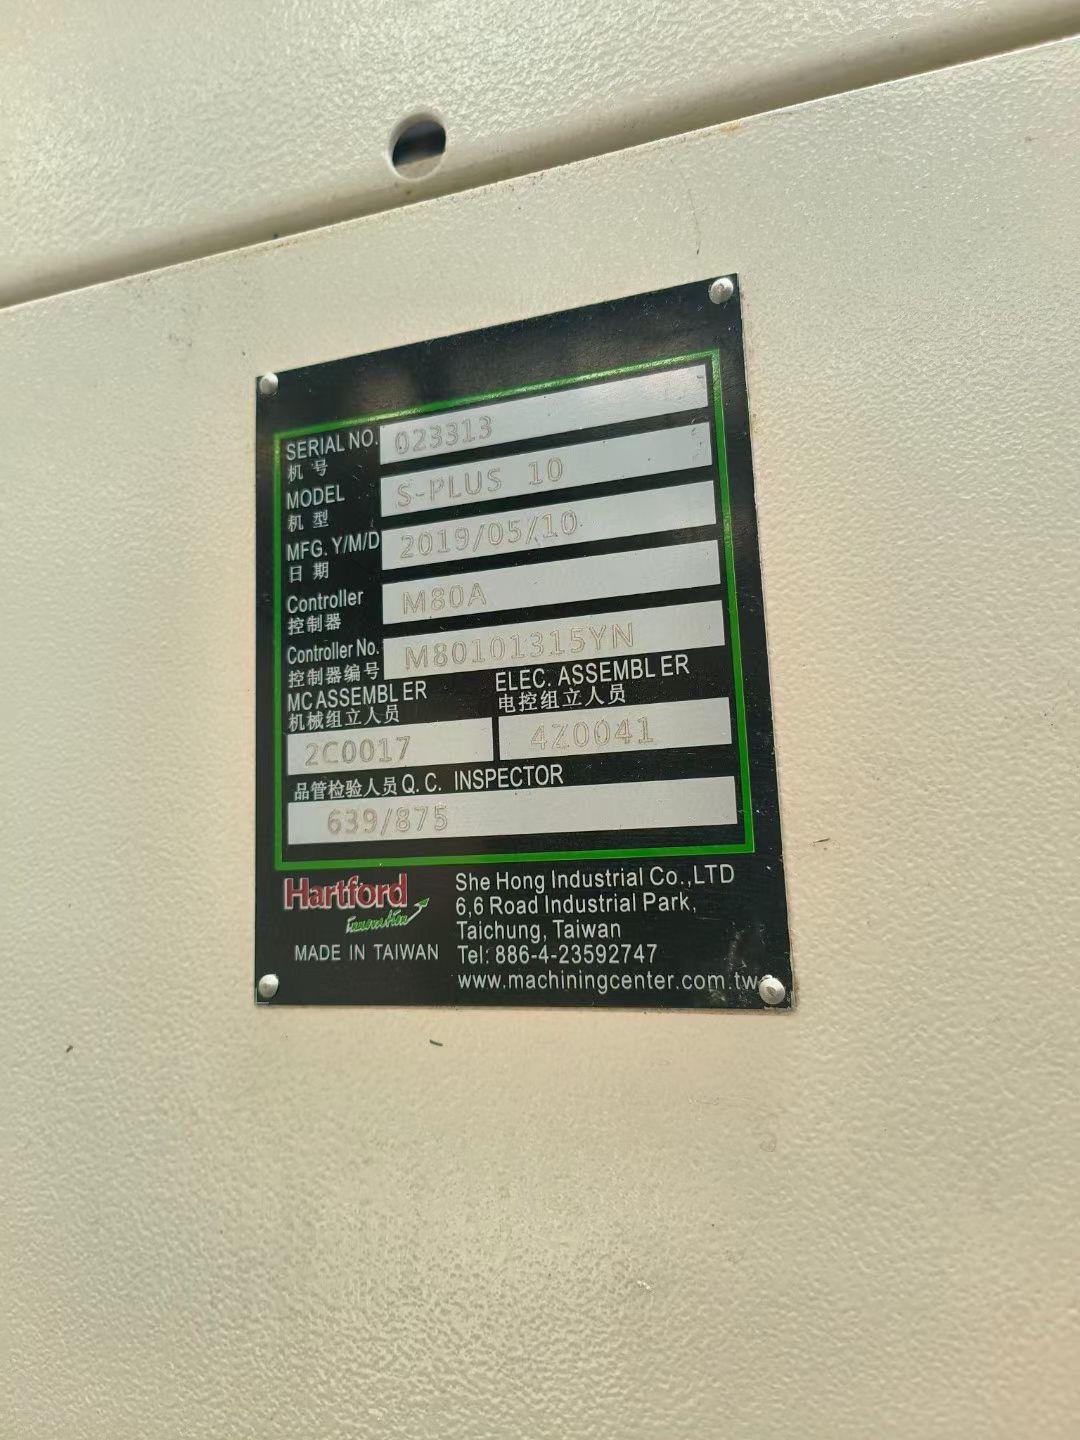 SERIAL NO. 023313
机号
MODEL S-PLUS 10
机型
MFG. Y/M/D 2019/05/10
日期
Controller M80A
控制器
Controller No. M80101315YN
控制器编号
MC ASSEMBLER ELEC. ASSEMBLER
机械组立人员 电控组立人员
2C0017 4Z0041
品管检验人员 Q.C. INSPECTOR
639/875
Hartford
Innovation
MADE IN TAIWAN
She Hong Industrial Co.,LTD
6,6 Road Industrial Park,
Taichung, Taiwan
Tel: 886-4-23592747
www.machiningcenter.com.tw